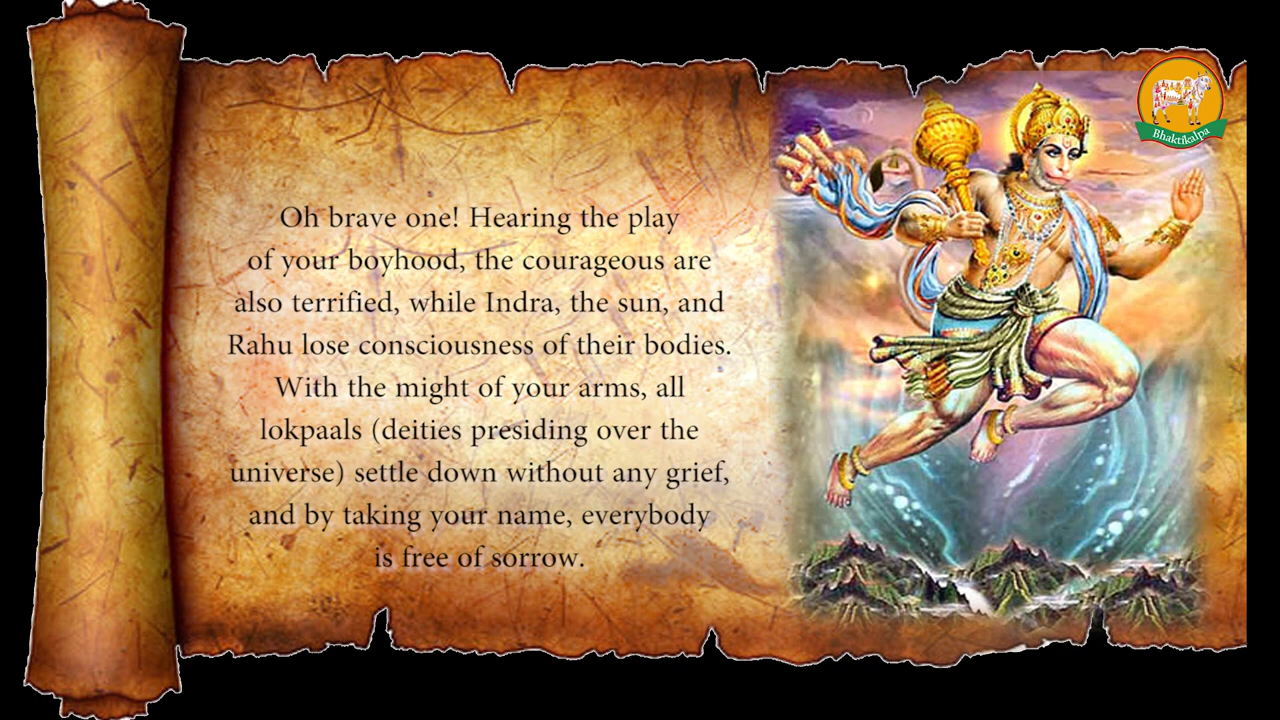 Oh brave one! Hearing the play
of your boyhood, the courageous are
also terrified, while Indra, the sun, and
Rahu lose consciousness of their bodies.
With the might of your arms, all
lokpaals (deities presiding over the
universe) settle down without any grief,
and by taking your name, everybody
is free of sorrow.
Bhaktikalpa